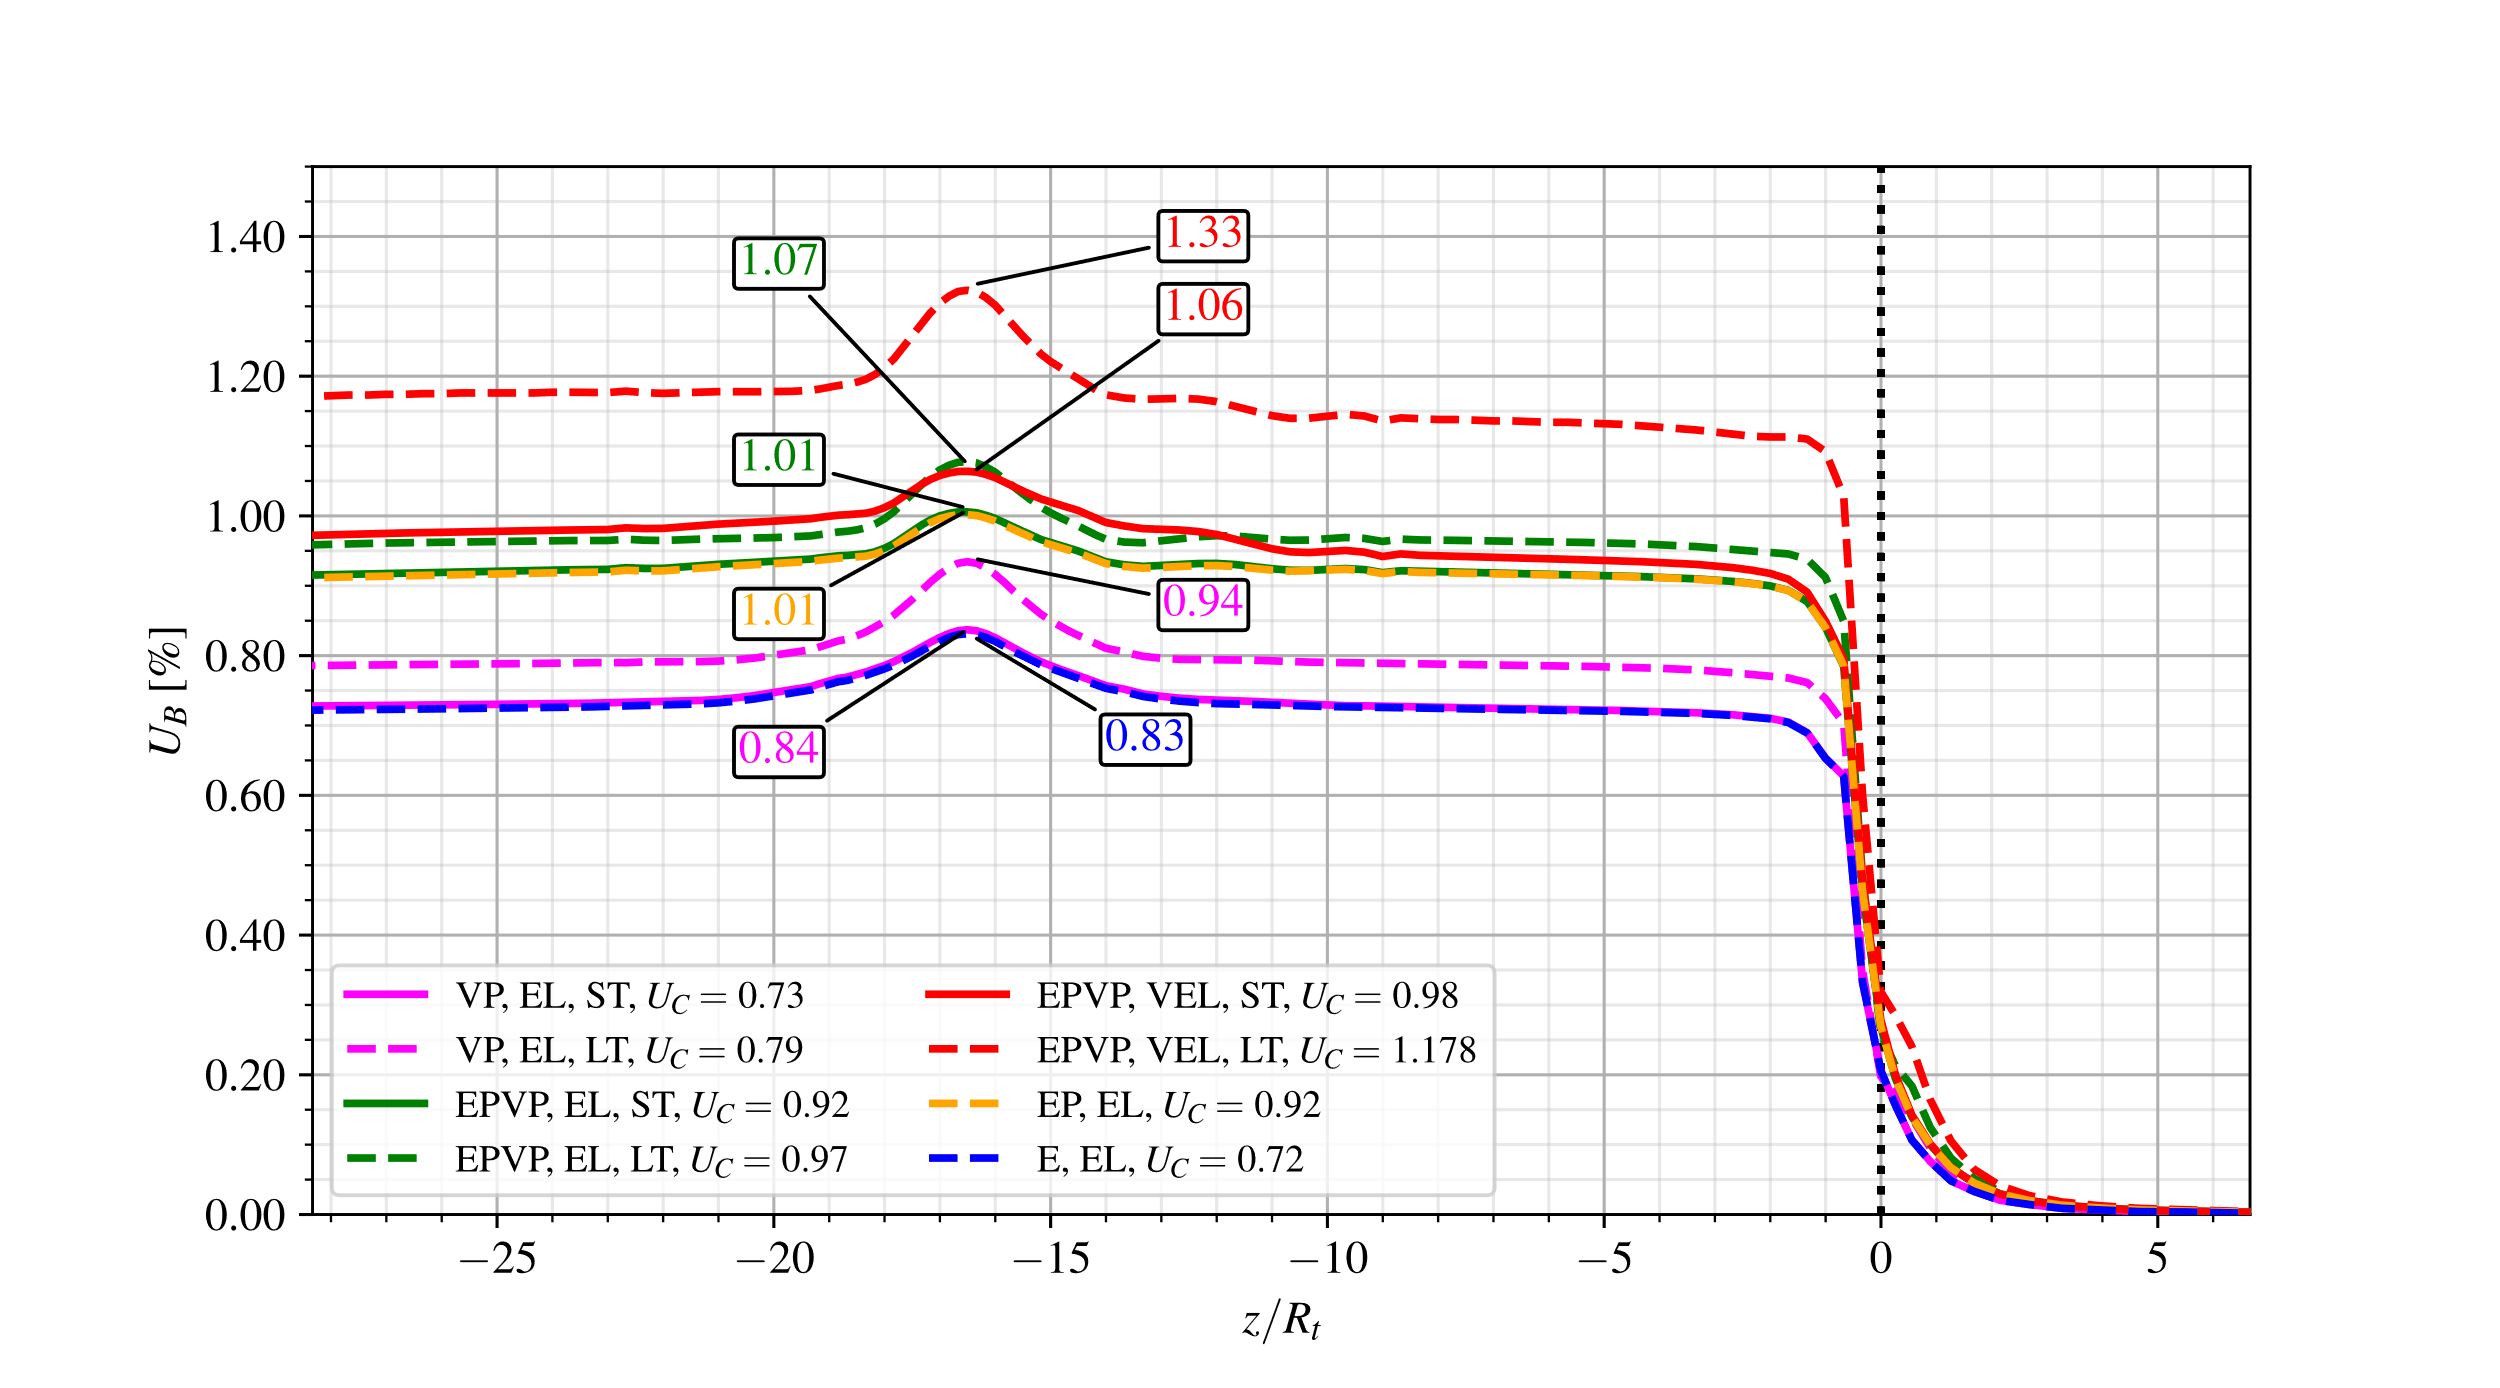 1.40
1.20
1.00
0.80
0.60
0.40
0.20
0.00
U_B [%]
1.07
1.33
1.06
1.01
1.01
0.94
0.84
0.83
VP, EL, ST, U_C = 0.73
VP, EL, LT, U_C = 0.79
EPVP, EL, ST, U_C = 0.92
EPVP, EL, LT, U_C = 0.97
EPVP, VEL, ST, U_C = 0.98
EPVP, VEL, LT, U_C = 1.178
EP, EL, U_C = 0.92
E, EL, U_C = 0.72
−25 −20 −15 −10 −5 0 5
z/R_t